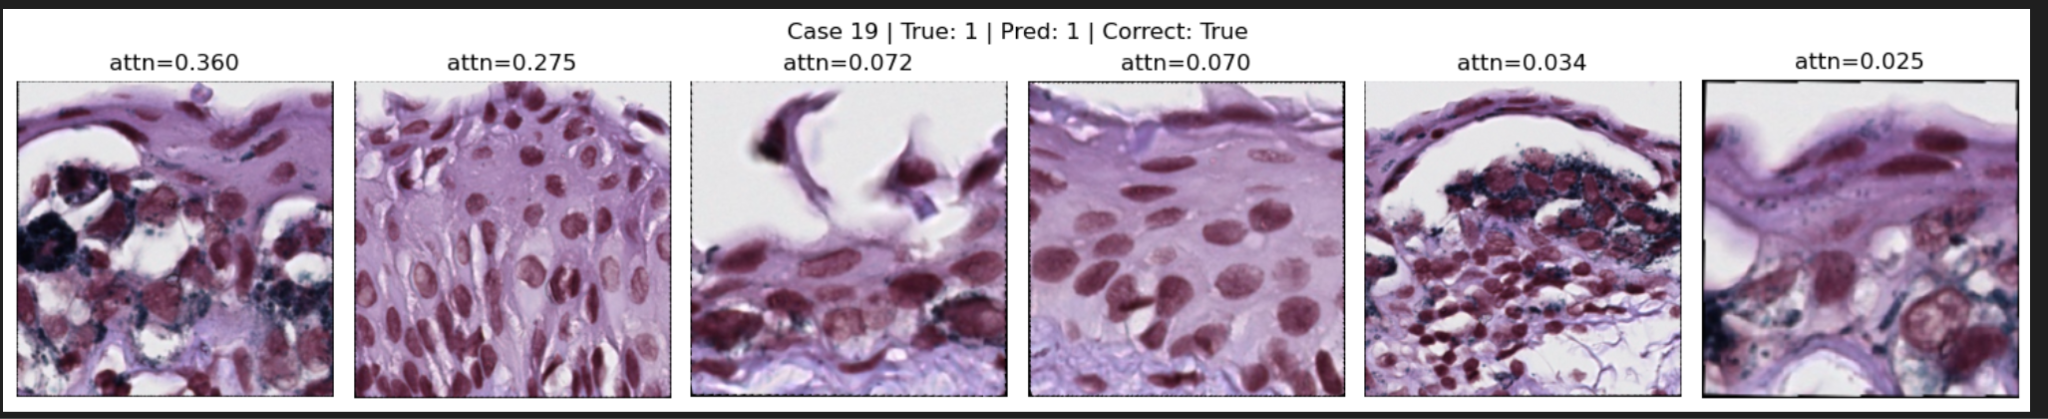 Case 19 | True: 1 | Pred: 1 | Correct: True
attn=0.360
attn=0.275
attn=0.072
attn=0.070
attn=0.034
attn=0.025